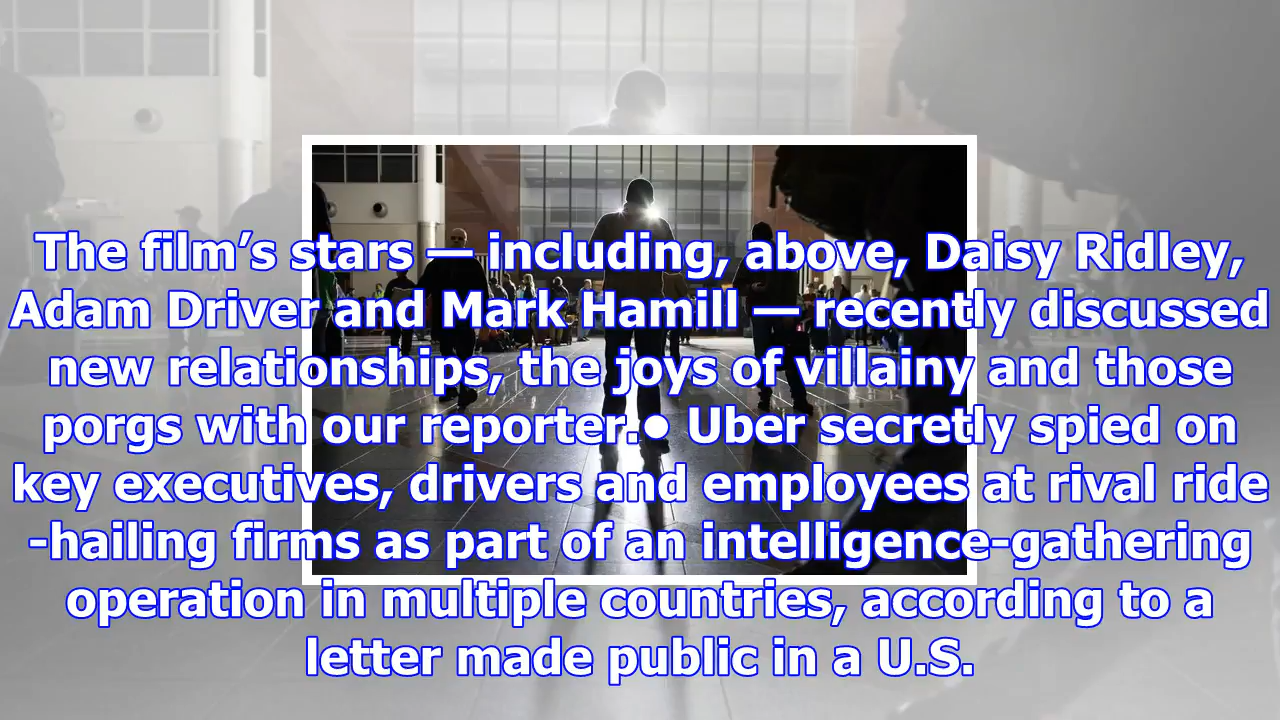 The film’s stars — including, above, Daisy Ridley,
Adam Driver and Mark Hamill — recently discussed
new relationships, the joys of villainy and those
porgs with our reporter.• Uber secretly spied on
key executives, drivers and employees at rival ride
-hailing firms as part of an intelligence-gathering
operation in multiple countries, according to a
letter made public in a U.S.